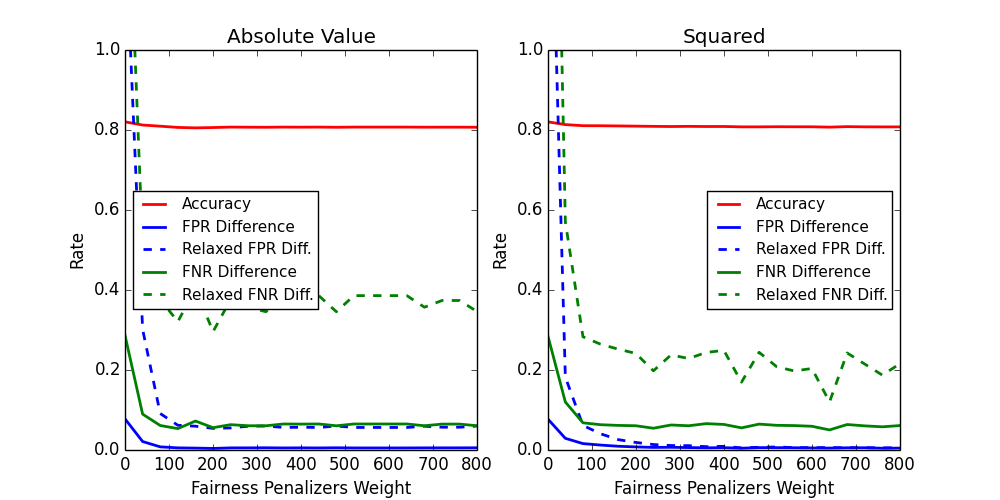 Absolute Value
Squared
1.0
0.8
0.6
0.4
0.2
0.0
Rate
Accuracy
FPR Difference
Relaxed FPR Diff.
FNR Difference
Relaxed FNR Diff.
0 100 200 300 400 500 600 700 800
Fairness Penalizers Weight
1.0
0.8
0.6
0.4
0.2
0.0
Rate
Accuracy
FPR Difference
Relaxed FPR Diff.
FNR Difference
Relaxed FNR Diff.
0 100 200 300 400 500 600 700 800
Fairness Penalizers Weight